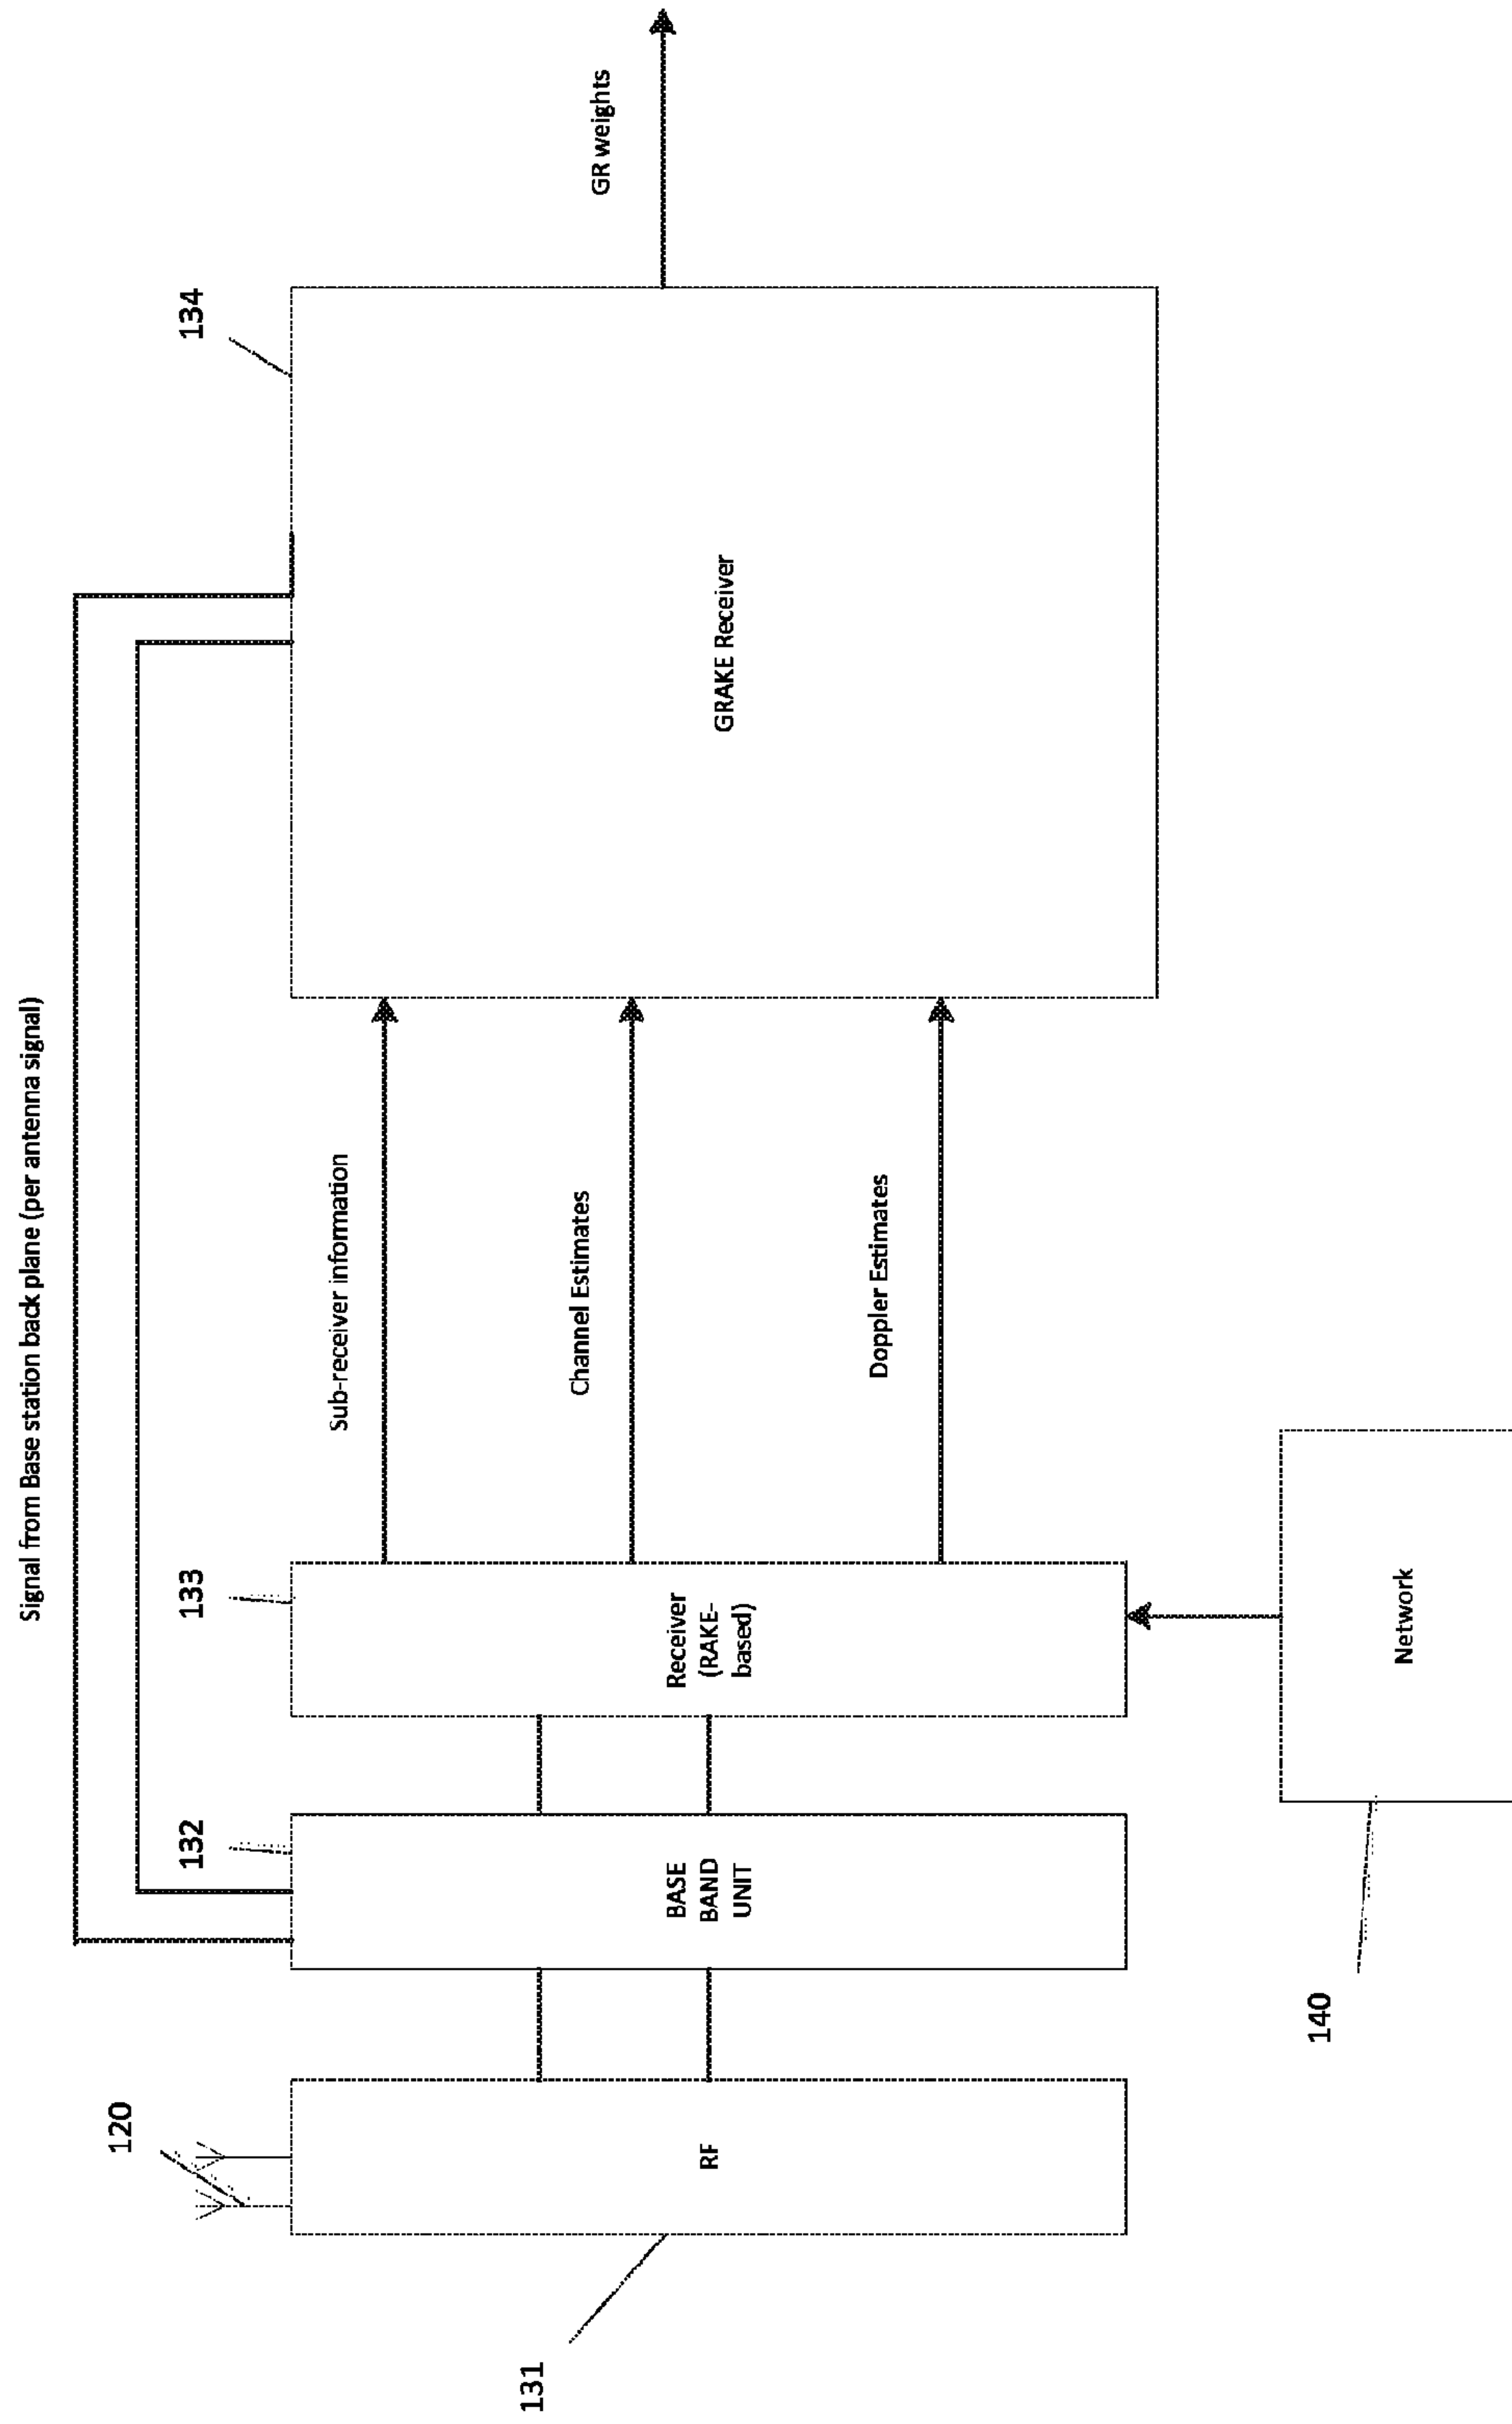 Signal from Base station back plane (per antenna signal)
120
132
133
134
RF
BASE
BAND
UNIT
Receiver
(RAKE-
based)
Sub-receiver information
Channel Estimates
Doppler Estimates
GRAKE Receiver
GR weights
131
140
Network